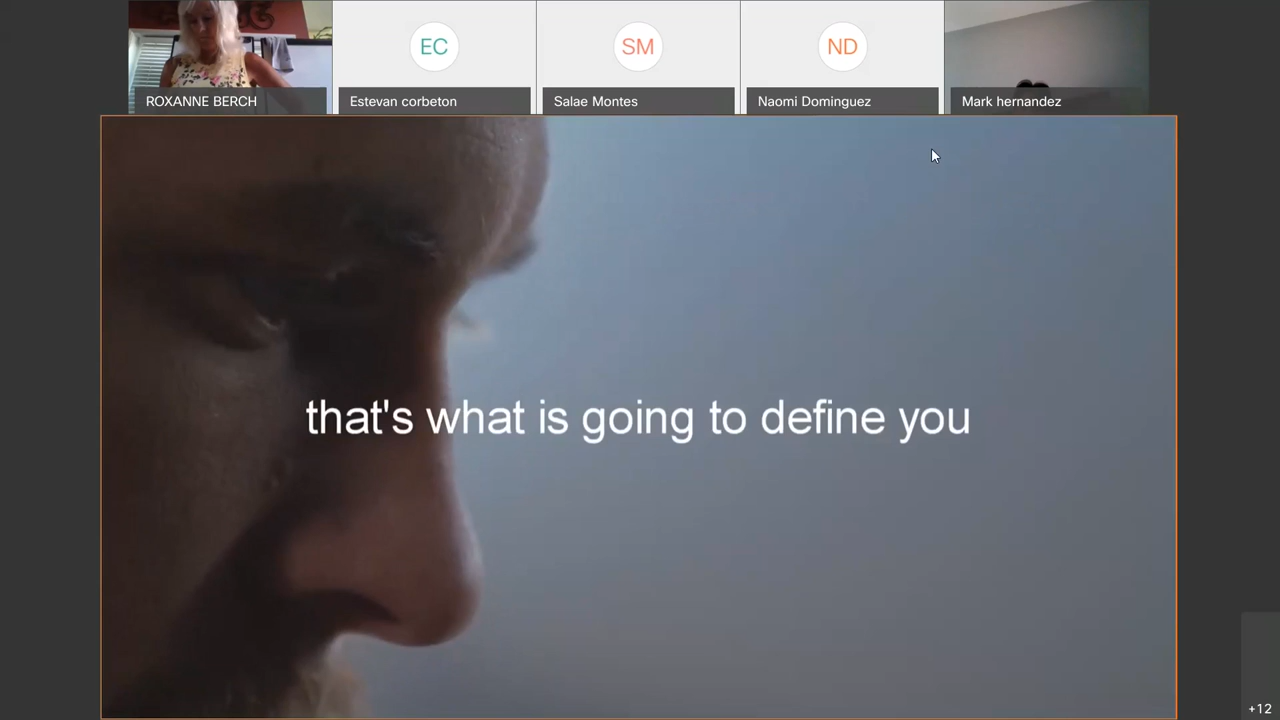 EC
SM
ND
ROXANNE BERCH
Estevan corbeton
Salae Montes
Naomi Dominguez
Mark hernandez
that's what is going to define you
+12